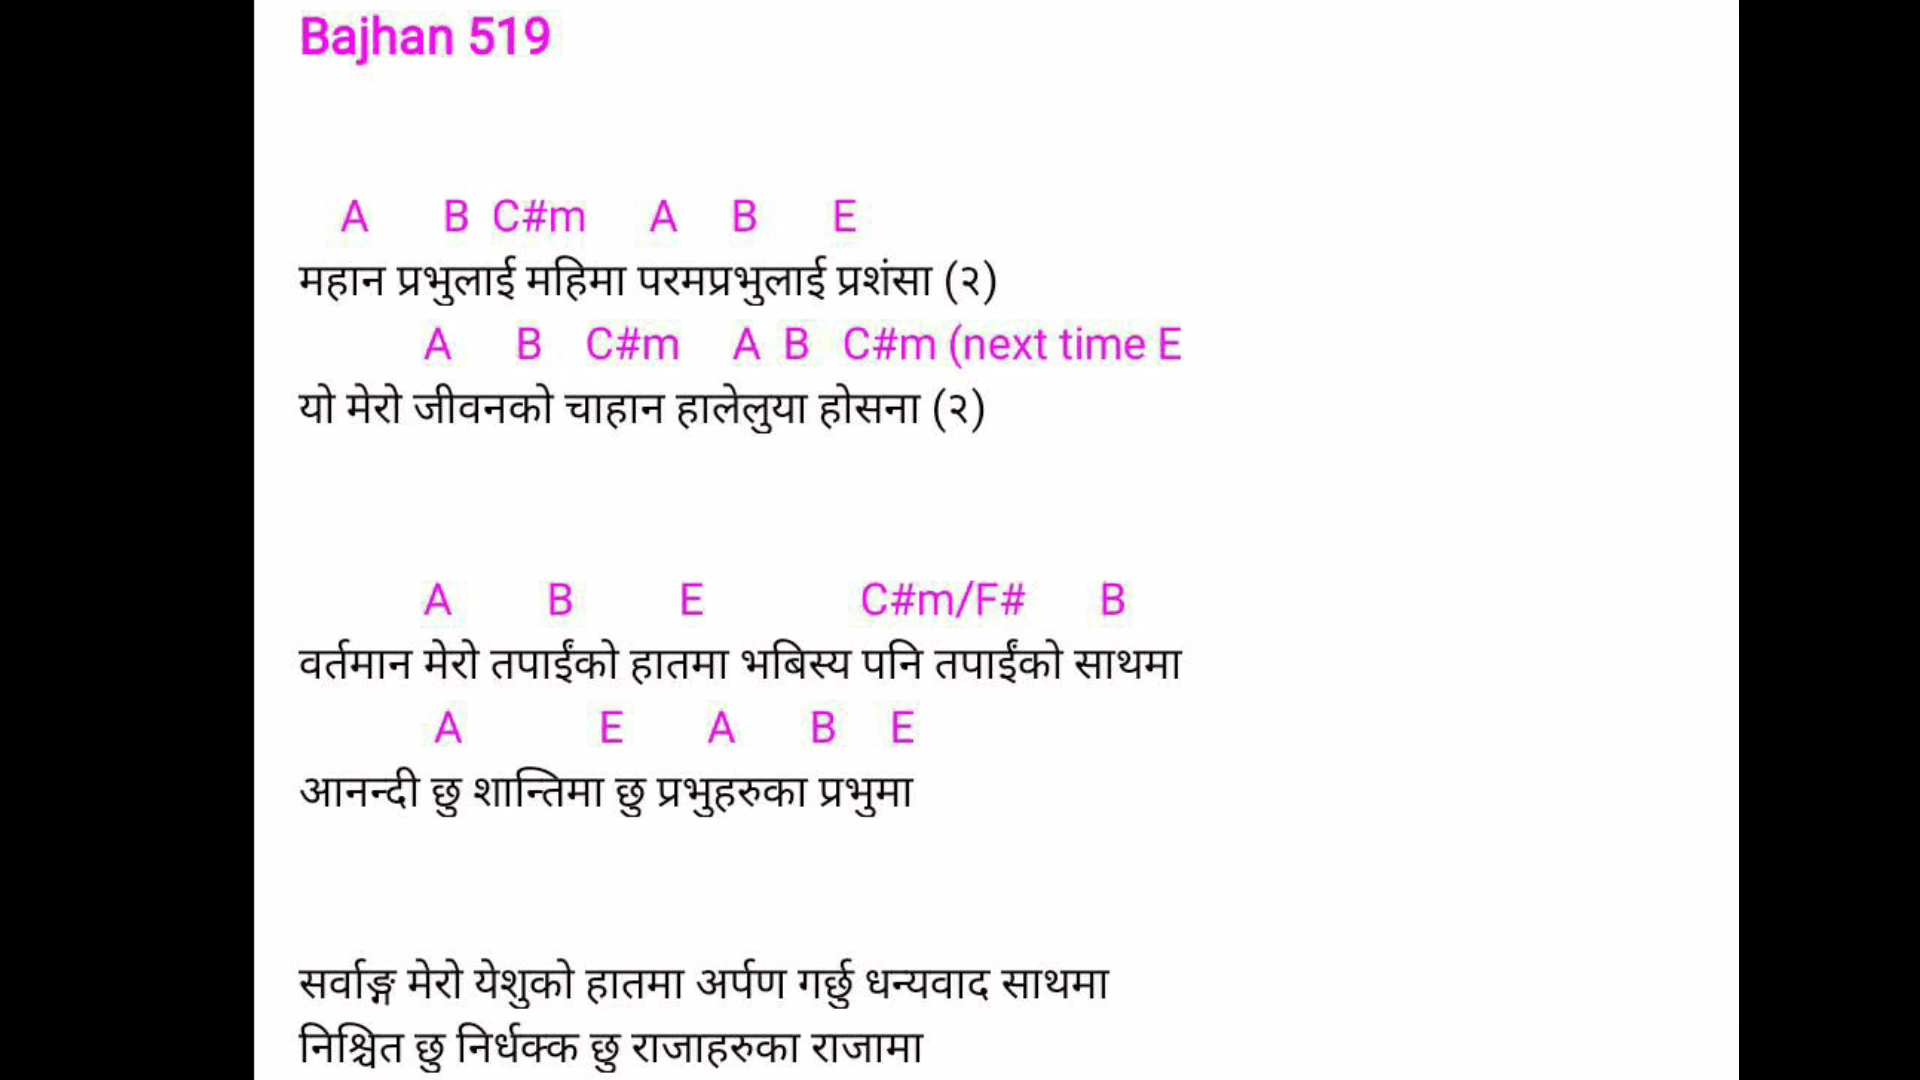 Bajhan 519
A B C#m A B E
महान प्रभुलाई महिमा परमप्रभुलाई प्रशंसा (२)
A B C#m A B C#m (next time E
यो मेरो जीवनको चाहान हालेलुया होसना (२)
A B E C#m/F# B
वर्तमान मेरो तपाईंको हातमा भबिस्य पनि तपाईंको साथमा
A E A B E
आनन्दी छु शान्तिमा छु प्रभुहरुका प्रभुमा
सर्वाङ्ग मेरो येशुको हातमा अर्पण गर्छु धन्यवाद साथमा
निश्चित छु निर्धक्क छु राजाहरुका राजामा